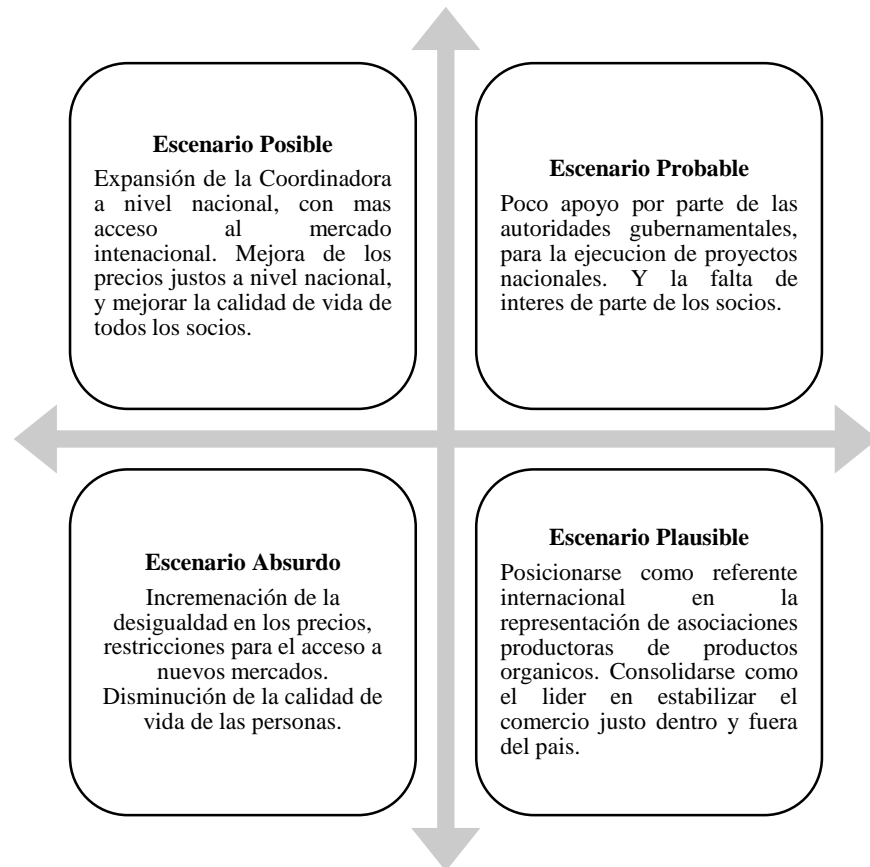 Escenario Posible
Expansión de la Coordinadora
a nivel nacional, con mas
acceso al mercado
intenacional. Mejora de los
precios justos a nivel nacional,
y mejorar la calidad de vida de
todos los socios.
Escenario Probable
Poco apoyo por parte de las
autoridades gubernamentales,
para la ejecucion de proyectos
nacionales. Y la falta de
interes de parte de los socios.
Escenario Absurdo
Incremenación de la
desigualdad en los precios,
restricciones para el acceso a
nuevos mercados.
Disminución de la calidad de
vida de las personas.
Escenario Plausible
Posicionarse como referente
internacional en la
representación de asociaciones
productoras de productos
organicos. Consolidarse como
el lider en estabilizar el
comercio justo dentro y fuera
del pais.